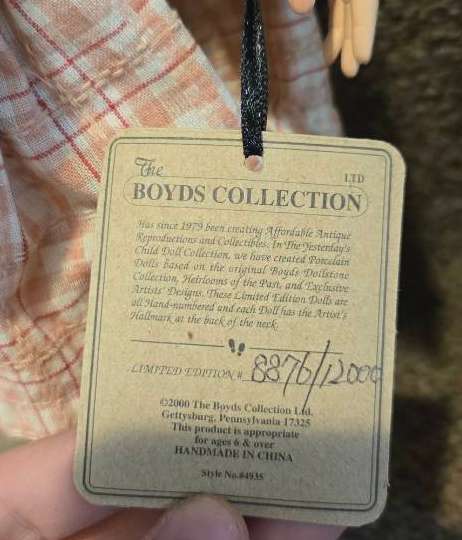 The
LTD
BOYDS COLLECTION
Has since 1979 been creating Affordable Antique
Reproductions and Collectibles. In The Yesterday's
Child Doll Collection, we have created Porcelain
Dolls based on the original Boyds Dollstone
Collection, Heirlooms of the Past, and Exclusive
Artists' Designs. These Limited Edition Dolls are
all Hand-numbered and each Doll has the Artist's
Hallmark at the back of the neck.
LIMITED EDITION # 8876/12000
©2000 The Boyds Collection Ltd.
Gettysburg, Pennsylvania 17325
This product is appropriate
for ages 6 & over
HANDMADE IN CHINA
Style No.#4935